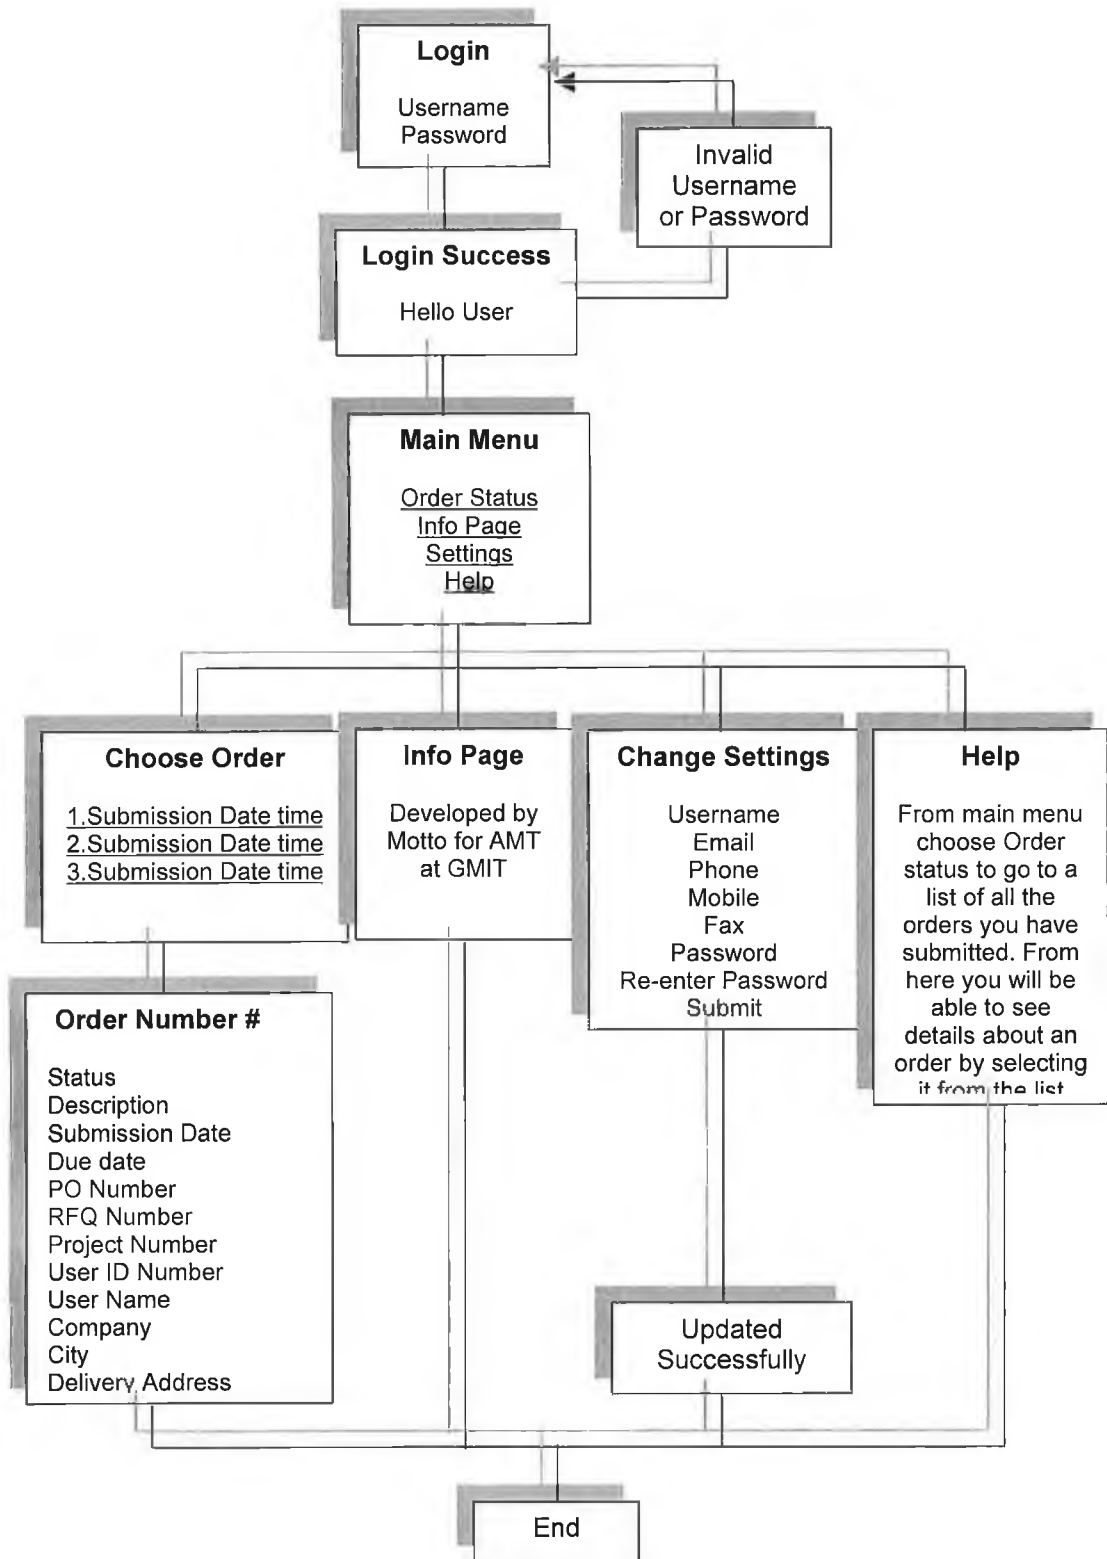 Login
Username
Password
Invalid
Username
or Password
Login Success
Hello User
Main Menu
Order Status
Info Page
Settings
Help
Choose Order
1.Submission Date time
2.Submission Date time
3.Submission Date time
Info Page
Developed by
Motto for AMT
at GMIT
Change Settings
Username
Email
Phone
Mobile
Fax
Password
Re-enter Password
Submit
Help
From main menu
choose Order
status to go to a
list of all the
orders you have
submitted. From
here you will be
able to see
details about an
order by selecting
it from the list
Order Number #
Status
Description
Submission Date
Due date
PO Number
RFQ Number
Project Number
User ID Number
User Name
Company
City
Delivery Address
Updated
Successfully
End